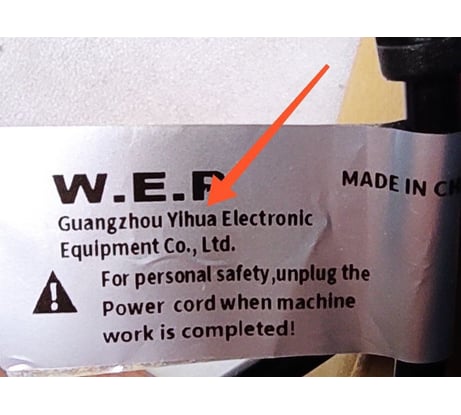 W.E.P
MADE IN
Guangzhou Yihua Electronic
Equipment Co., Ltd.
For personal safety,unplug the
Power cord when machine
work is completed!